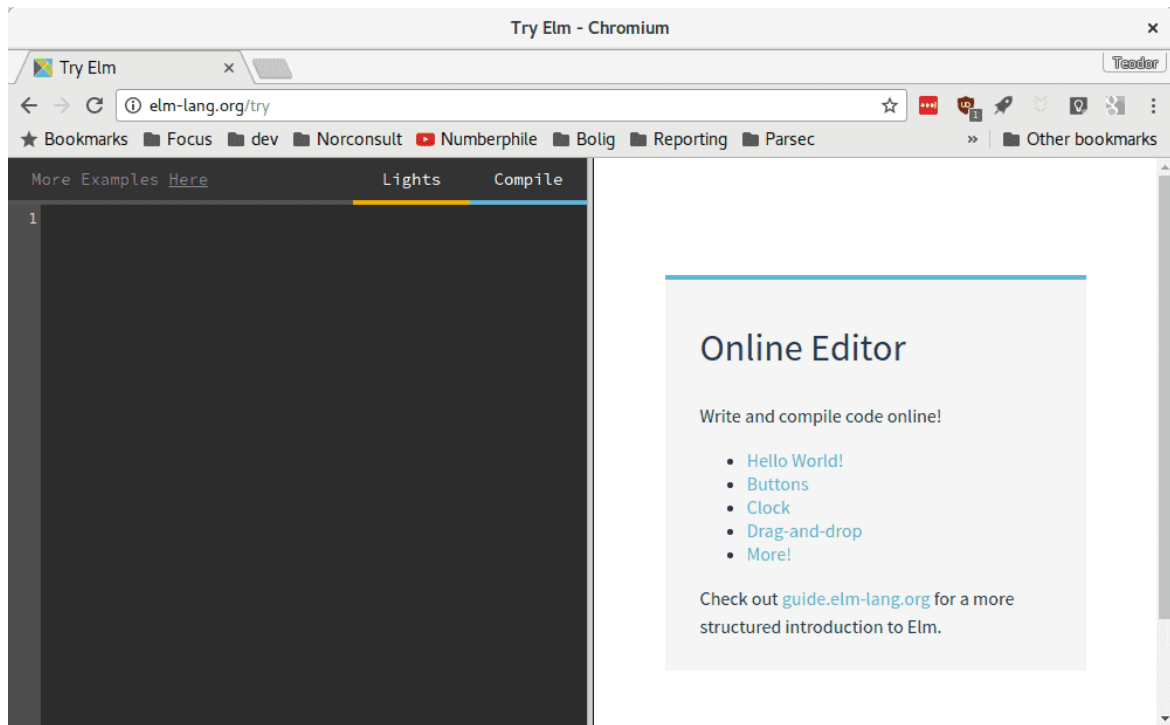 Try Elm - Chromium
Try Elm
Teodor
elm-lang.org/try
1
Bookmarks Focus dev Norconsult Numberphile Bolig Reporting Parsec » Other bookmarks
More Examples Here Lights Compile
1
Online Editor
Write and compile code online!
Hello World!
Buttons
Clock
Drag-and-drop
More!
Check out guide.elm-lang.org for a more
structured introduction to Elm.